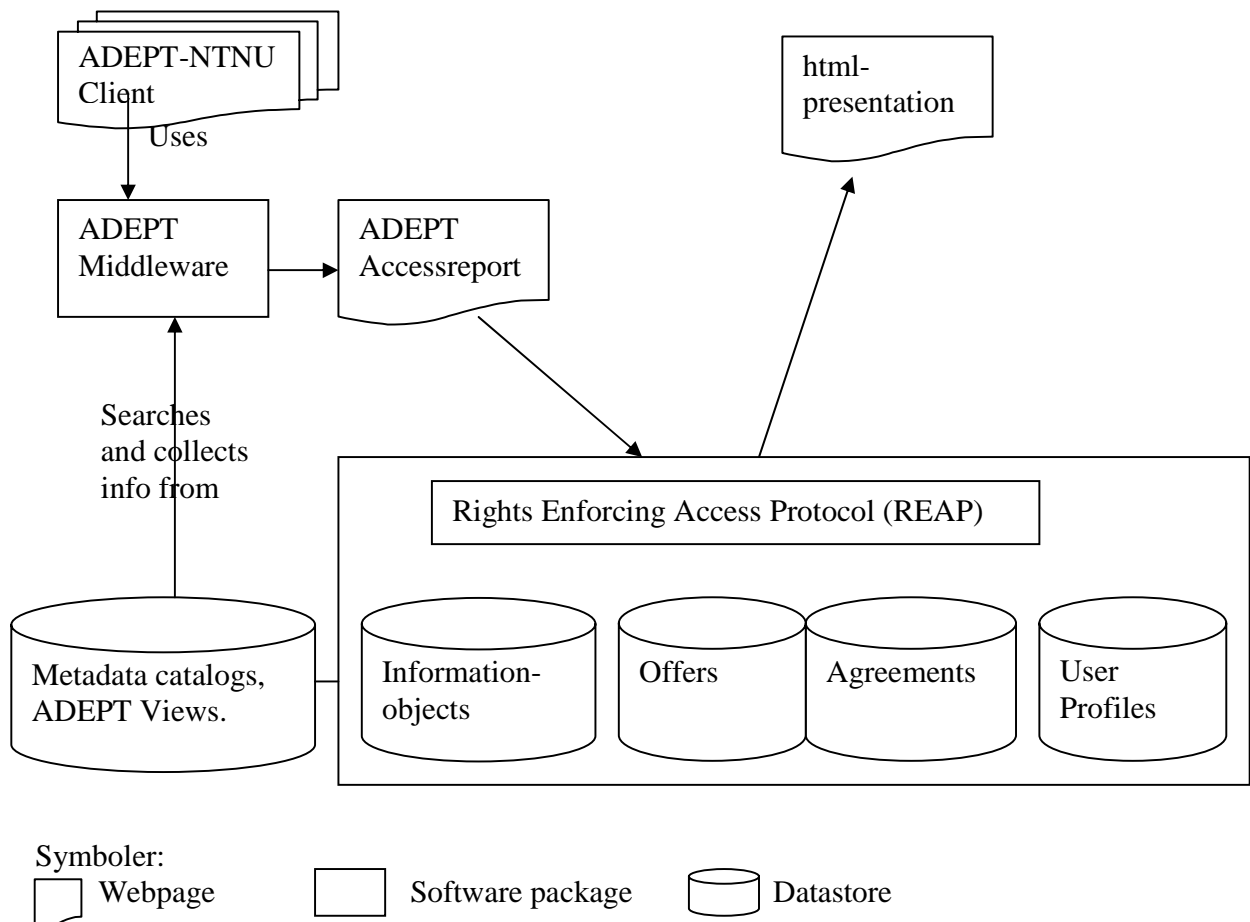 ADEPT-NTNU
Client
Uses
html-
presentation
ADEPT
Middleware
ADEPT
Accessreport
Searches
and collects
info from
Rights Enforcing Access Protocol (REAP)
Metadata catalogs,
ADEPT Views.
Information-
objects
Offers
Agreements
User
Profiles
Symboler:
Webpage
Software package
Datastore